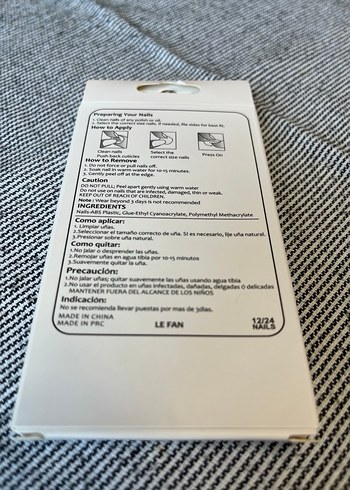 Preparing Your Nails
1. Clean nails of any polish or oil.
2. Select the correct size nails, if needed, file sides for best fit.
How to Apply
Clean nails
Push back cuticles
Select the
correct size nails
Press On
How to Remove
1. Do not force or pull nails off.
2. Soak nail in warm water for 10-15 minutes.
3. Gently peel off at the edge.
Caution
DO NOT PULL; Peel apart gently using warm water
Do not use on nails that are infected, damaged, thin or weak.
KEEP OUT OF REACH OF CHILDREN.
Note : Wear beyond 3 days is not recommended
INGREDIENTS
Nails-ABS Plastic, Glue-Ethyl Cyanoacrylate, Polymethyl Methacrylate
Como aplicar:
1. Limpiar uñas.
2.Seleccionar el tamaño correcto de uña. Si es necesario, lije uña natural.
3.Presionar sobre uña natural.
Como quitar:
1.No jalar o desprender las uñas.
2.Remojar uñas en agua tibia por 10-15 minutos
3.Suavemente quitar la uña.
Precaución:
1.No jalar uñas; quitar suavemente las uñas usando agua tibia
2.No usar el producto en uñas infectadas, dañadas, delgadas ó delicadas
MANTENER FUERA DEL ALCANCE DE LOS NIÑOS
Indicación:
No se recomienda llevar puestas por mas de 3dias.
MADE IN CHINA
MADE IN PRC
LE FAN
12/24
NAILS